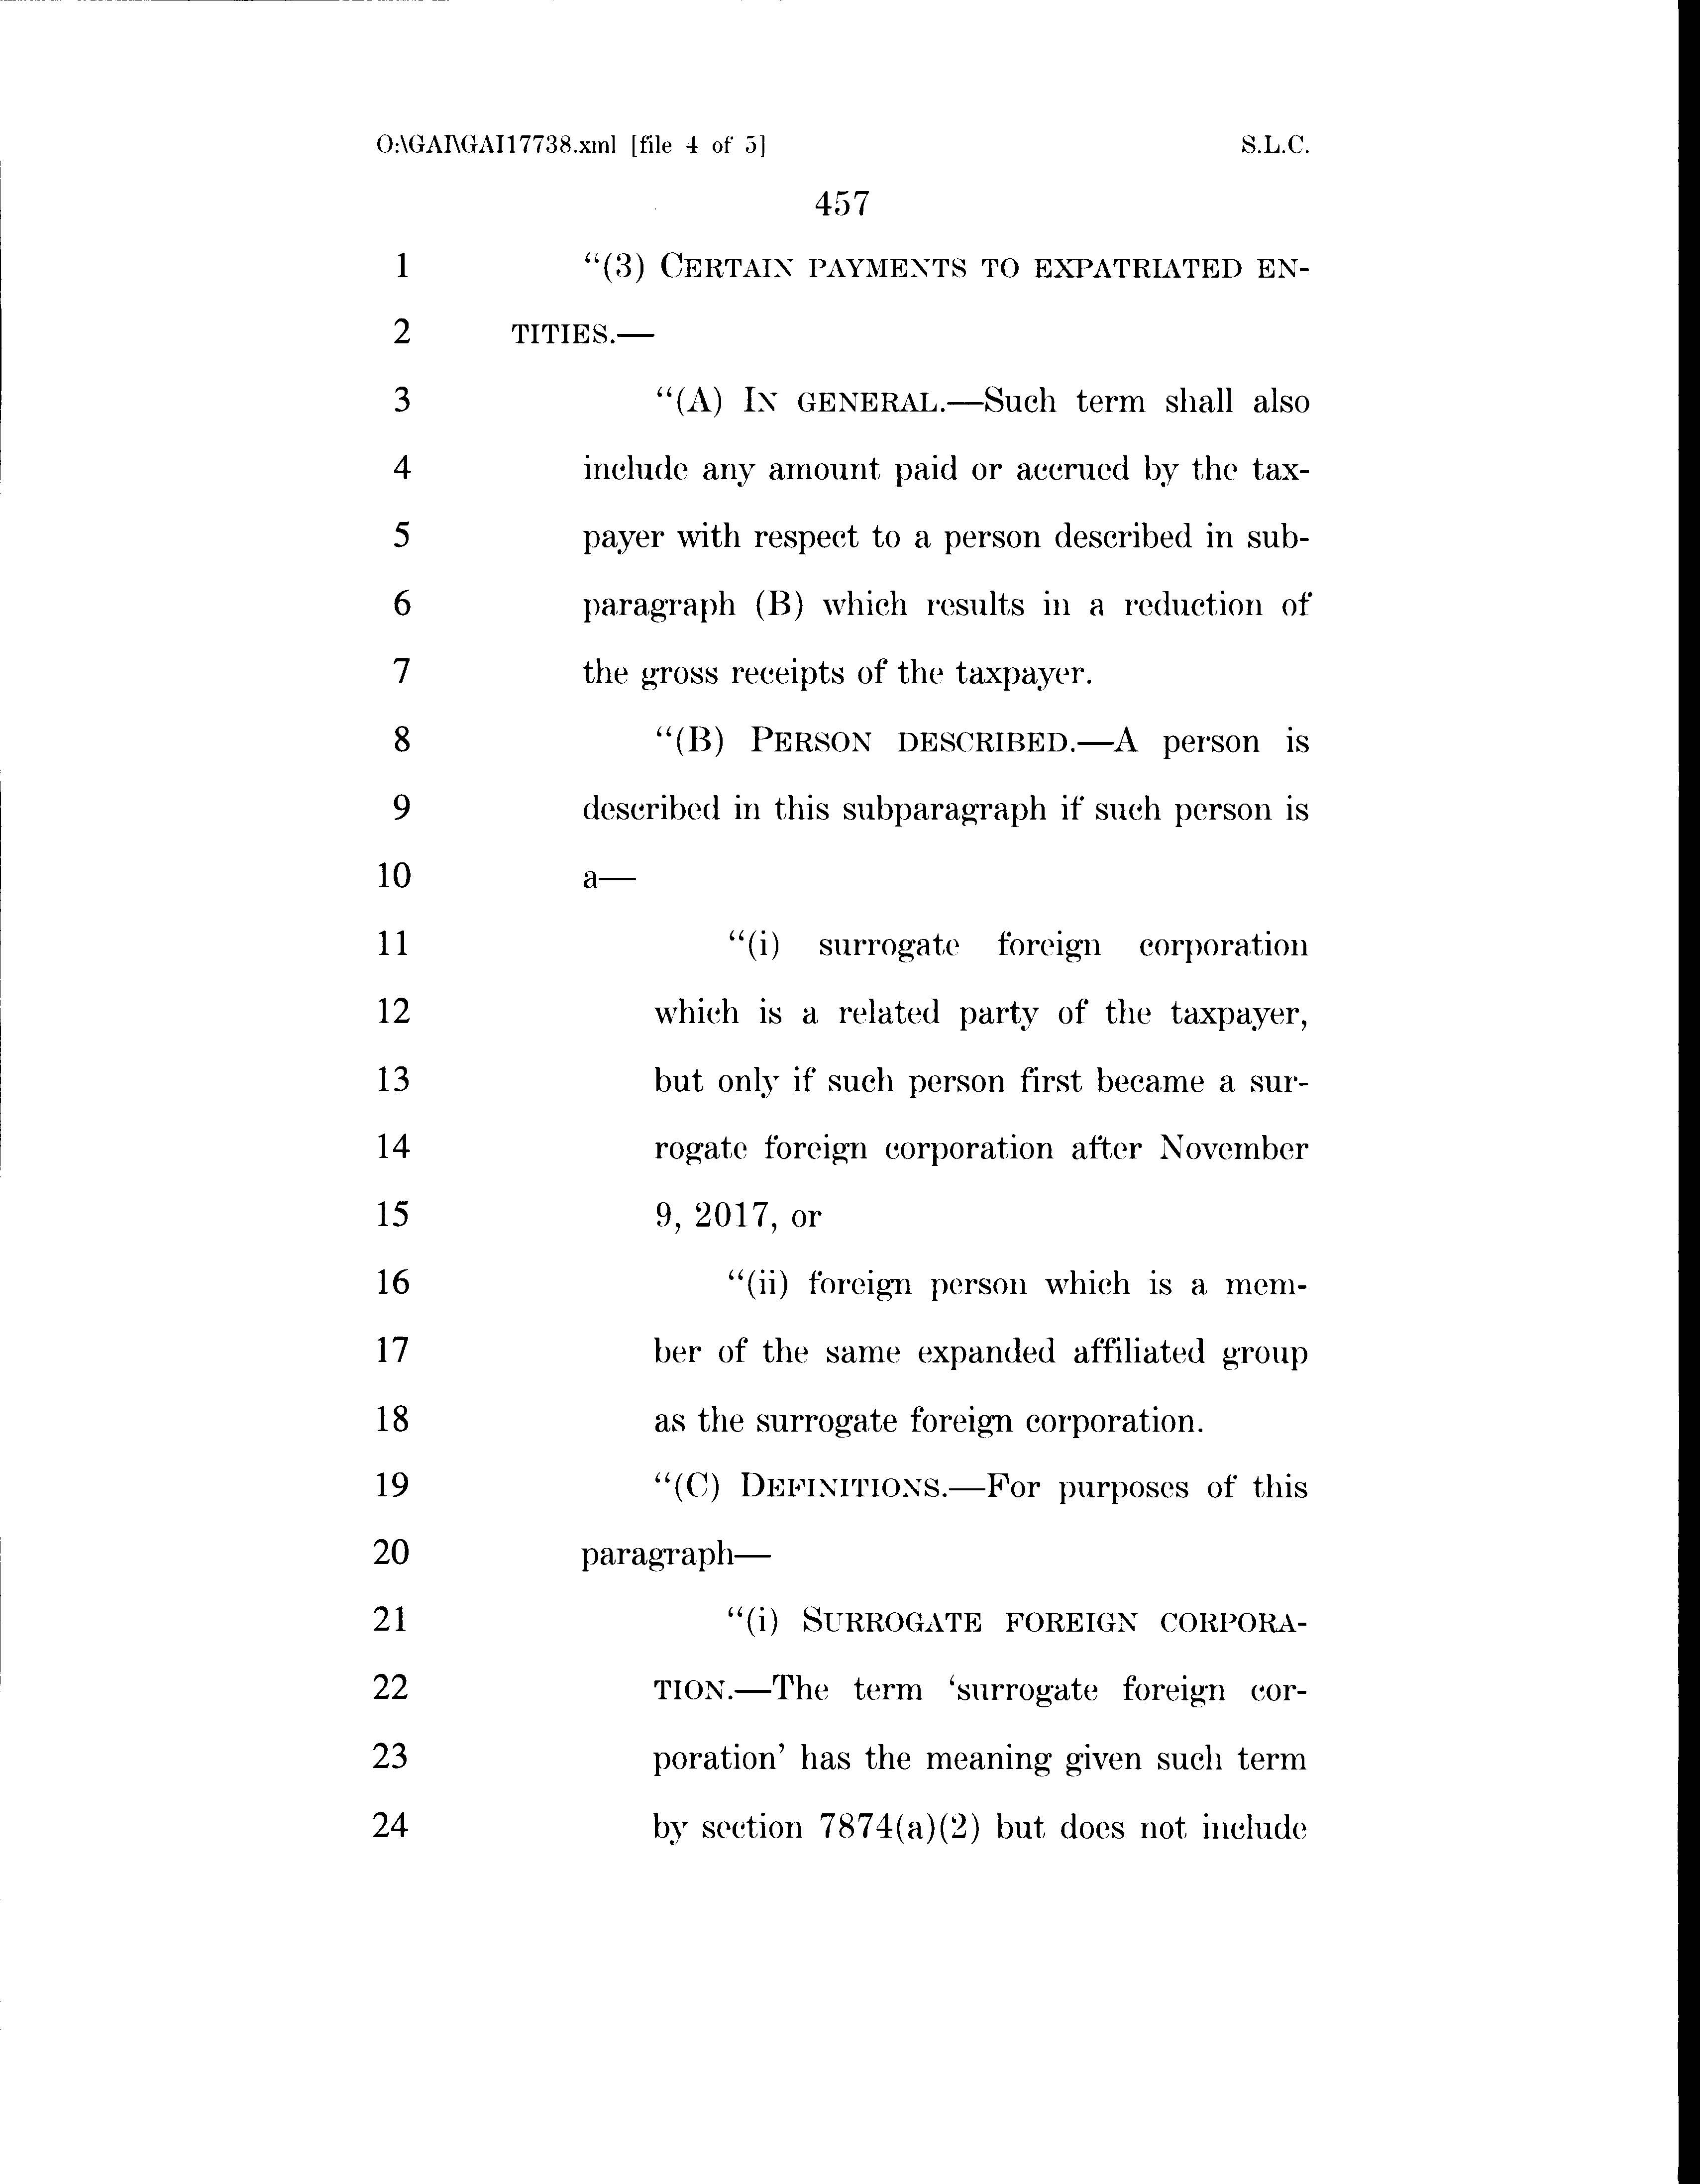 O:\GAI\GAI17738.xml [file 4 of 5] S.L.C.
457
1 “(3) CERTAIN PAYMENTS TO EXPATRIATED EN-
2 TITIES.—
3 “(A) IN GENERAL.—Such term shall also
4 include any amount paid or accrued by the tax-
5 payer with respect to a person described in sub-
6 paragraph (B) which results in a reduction of
7 the gross receipts of the taxpayer.
8 “(B) PERSON DESCRIBED.—A person is
9 described in this subparagraph if such person is
10 a—
11 “(i) surrogate foreign corporation
12 which is a related party of the taxpayer,
13 but only if such person first became a sur-
14 rogate foreign corporation after November
15 9, 2017, or
16 “(ii) foreign person which is a mem-
17 ber of the same expanded affiliated group
18 as the surrogate foreign corporation.
19 “(C) DEFINITIONS.—For purposes of this
20 paragraph—
21 “(i) SURROGATE FOREIGN CORPORA-
22 TION.—The term ‘surrogate foreign cor-
23 poration’ has the meaning given such term
24 by section 7874(a)(2) but does not include